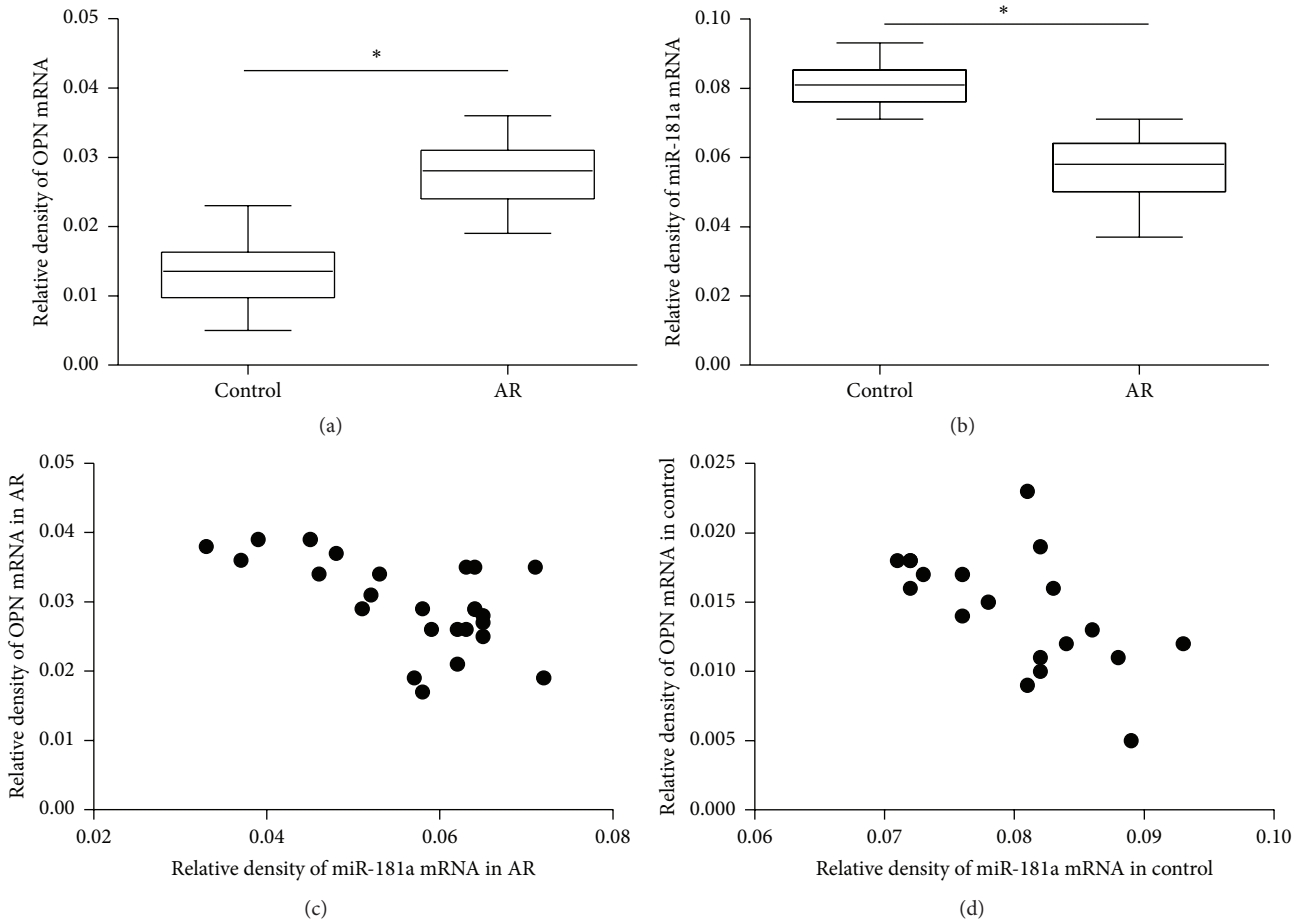 Relative density of OPN mRNA
0.05
0.04
0.03
0.02
0.01
0.00
*
Control
AR
(a)
Relative density of miR-181a mRNA
0.10
0.08
0.06
0.04
0.02
0.00
*
Control
AR
(b)
Relative density of OPN mRNA in AR
0.05
0.04
0.03
0.02
0.01
0.00
0.02
0.04
0.06
0.08
Relative density of miR-181a mRNA in AR
(c)
Relative density of OPN mRNA in control
0.025
0.020
0.015
0.010
0.005
0.000
0.06
0.07
0.08
0.09
0.10
Relative density of miR-181a mRNA in control
(d)